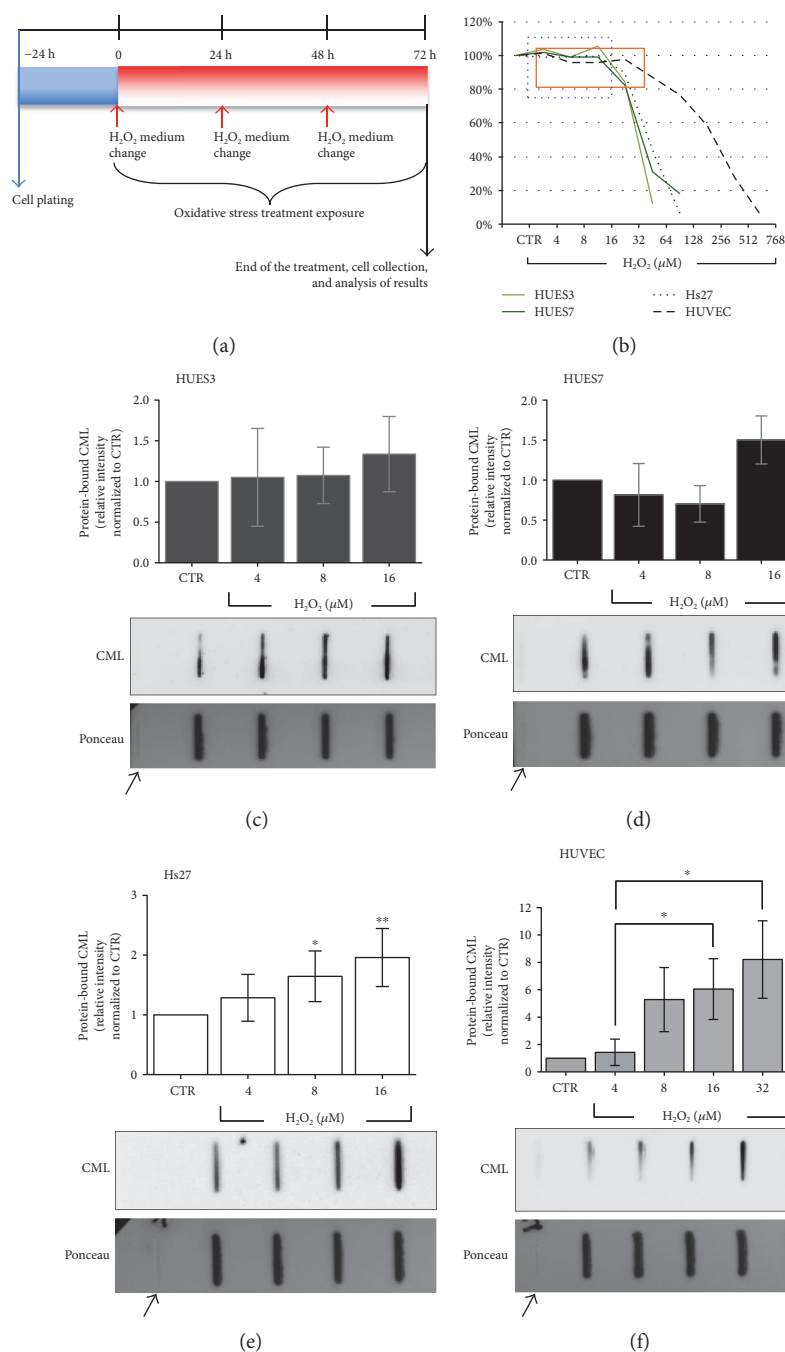 −24 h
0
24 h
48 h
72 h
H₂O₂ medium
change
H₂O₂ medium
change
H₂O₂ medium
change
Cell plating
Oxidative stress treatment exposure
End of the treatment, cell collection,
and analysis of results
(a)
120%
100%
80%
60%
40%
20%
0%
CTR 4 8 16 32 64 128 256 512 768
H₂O₂ (μM)
HUES3
HUES7
Hs27
HUVEC
(b)
HUES3
Protein-bound CML
(relative intensity
normalized to CTR)
2.0
1.5
1.0
0.5
0.0
CTR 4 8 16
H₂O₂ (μM)
CML
Ponceau
(c)
HUES7
Protein-bound CML
(relative intensity
normalized to CTR)
2.0
1.5
1.0
0.5
0.0
CTR 4 8 16
H₂O₂ (μM)
CML
Ponceau
(d)
Hs27
Protein-bound CML
(relative intensity
normalized to CTR)
3
2
1
0
* **
CTR 4 8 16
H₂O₂ (μM)
CML
Ponceau
(e)
HUVEC
Protein-bound CML
(relative intensity
normalized to CTR)
12
10
8
6
4
2
0
*
*
CTR 4 8 16 32
H₂O₂ (μM)
CML
Ponceau
(f)